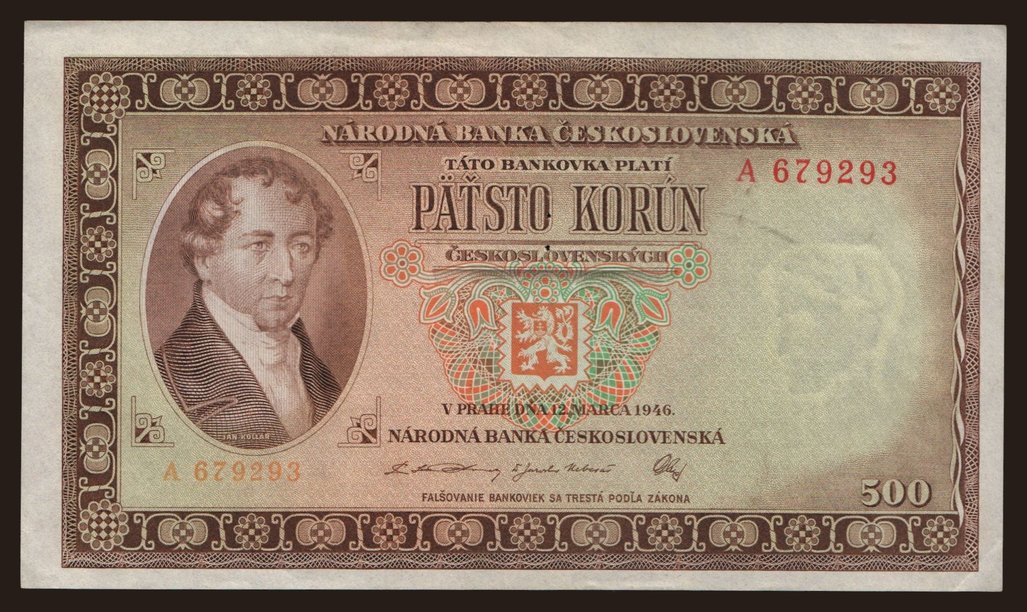 NÁRODNÁ BANKA ČESKOSLOVENSKÁ
TÁTO BANKOVKA PLATÍ
A 679293
PÄŤSTO KORÚN
ČESKOSLOVENSKÝCH
V PRAHE DŇA 12. MARCA 1946.
JÁN KOLLÁR
NÁRODNÁ BANKA ČESKOSLOVENSKÁ
A 679293
FALŠOVANIE BANKOVIEK SA TRESTÁ PODĽA ZÁKONA
500